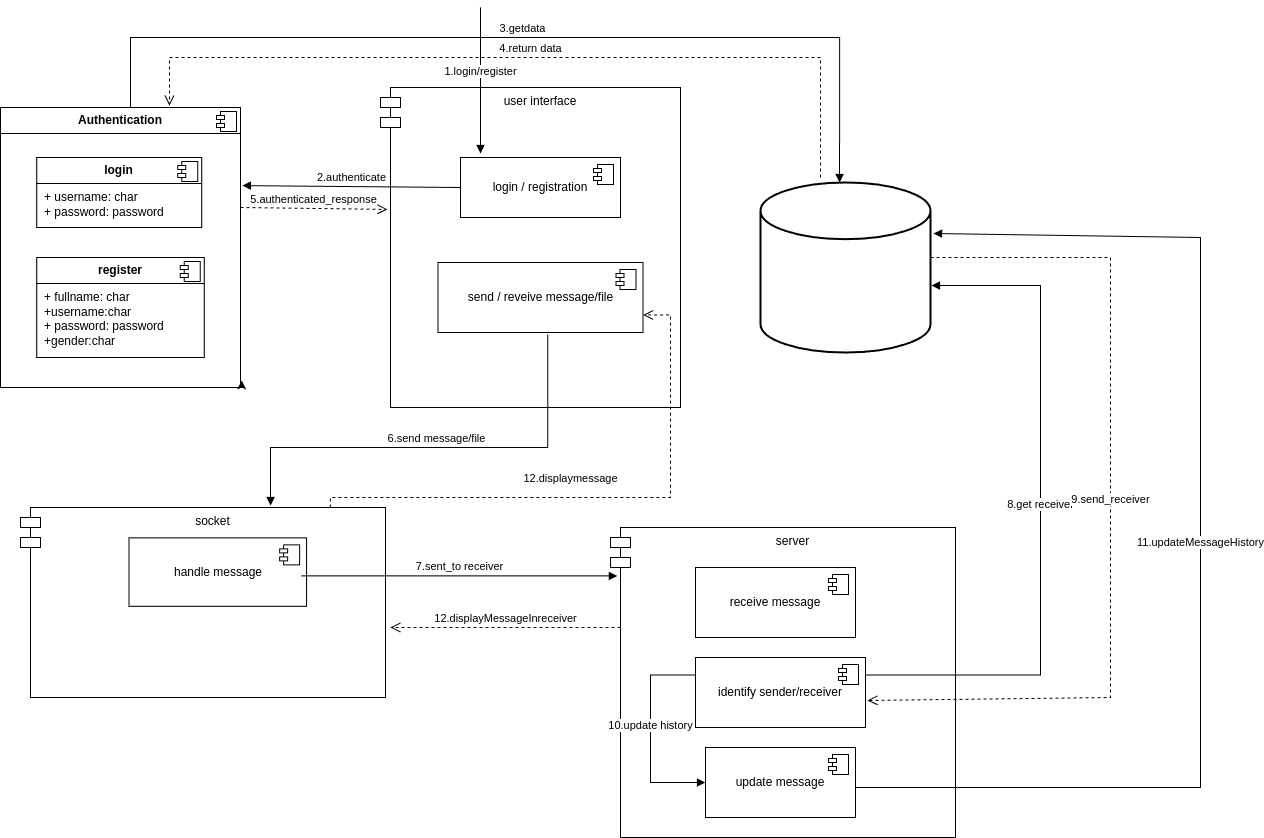 3.getdata
4.return data
1.login/register
user interface
Authentication
login
+ username: char
+ password: password
register
+ fullname: char
+username:char
+ password: password
+gender:char
2.authenticate
5.authenticated_response
login / registration
send / reveive message/file
6.send message/file
12.displaymessage
socket
handle message
7.sent_to receiver
12.displayMessageInreceiver
server
receive message
identify sender/receiver
10.update history
update message
8.get receive
9.send_receiver
11.updateMessageHistory